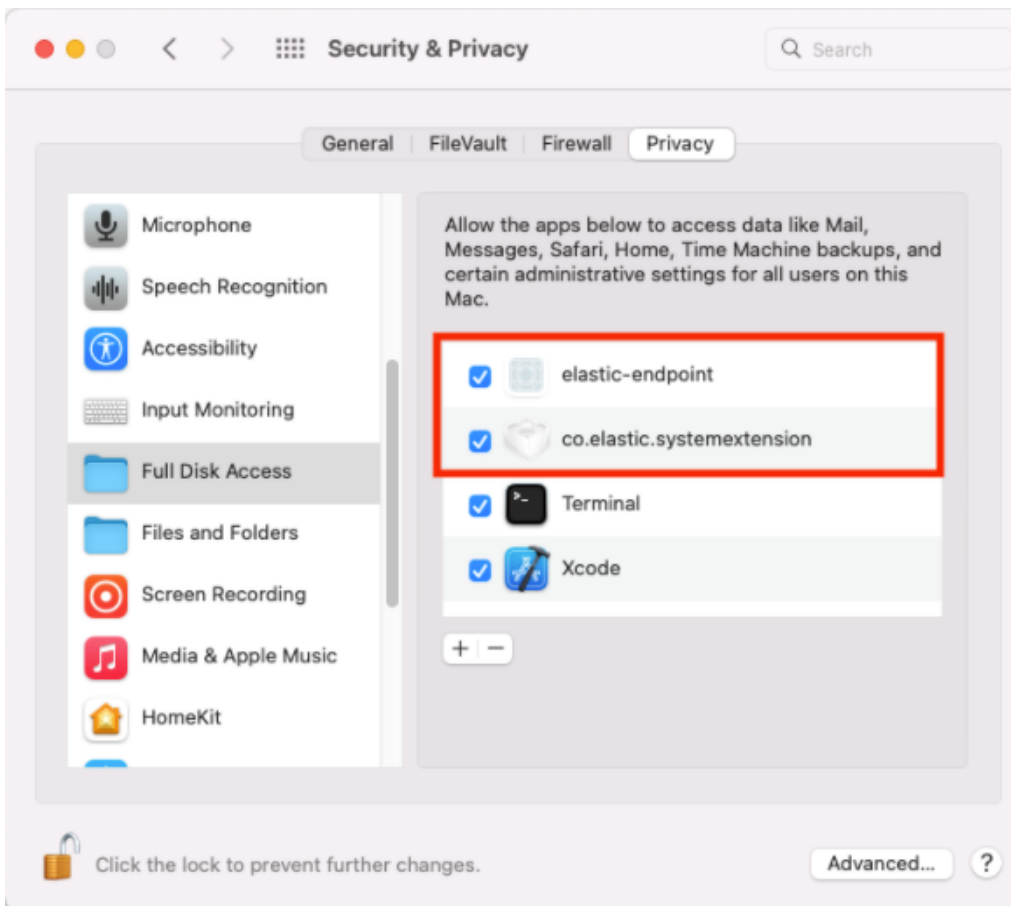 Security & Privacy
Search
General
FileVault
Firewall
Privacy
Microphone
Speech Recognition
Accessibility
Input Monitoring
Full Disk Access
Files and Folders
Screen Recording
Media & Apple Music
HomeKit
Allow the apps below to access data like Mail,
Messages, Safari, Home, Time Machine backups, and
certain administrative settings for all users on this
Mac.
elastic-endpoint
co.elastic.systemextension
Terminal
Xcode
+ −
Click the lock to prevent further changes.
Advanced...
?